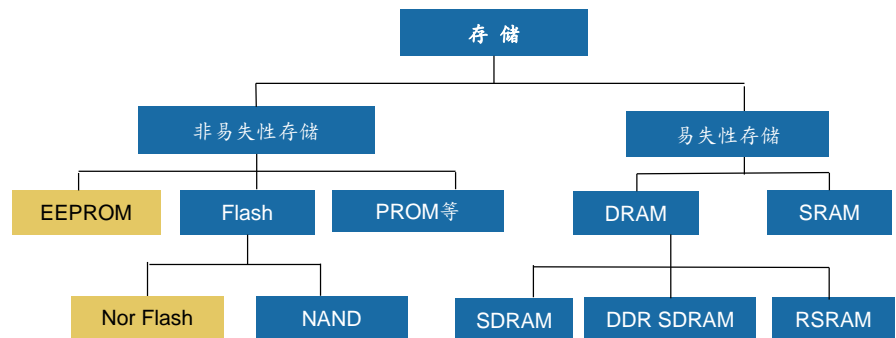 存 储
非易失性存储
易失性存储
EEPROM
Flash
PROM等
DRAM
SRAM
Nor Flash
NAND
SDRAM
DDR SDRAM
RSRAM